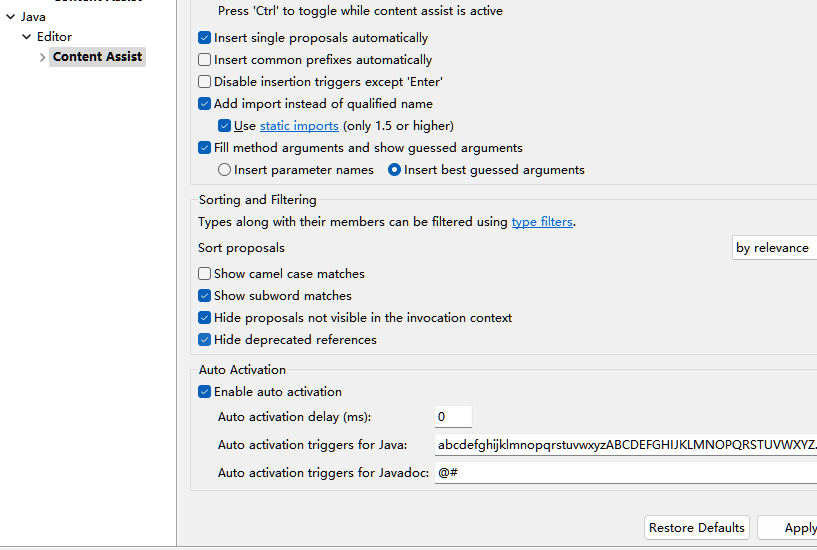 Press 'Ctrl' to toggle while content assist is active
Java
Editor
Content Assist
Insert single proposals automatically
Insert common prefixes automatically
Disable insertion triggers except 'Enter'
Add import instead of qualified name
Use static imports (only 1.5 or higher)
Fill method arguments and show guessed arguments
Insert parameter names Insert best guessed arguments
Sorting and Filtering
Types along with their members can be filtered using type filters.
Sort proposals by relevance
Show camel case matches
Show subword matches
Hide proposals not visible in the invocation context
Hide deprecated references
Auto Activation
Enable auto activation
Auto activation delay (ms): 0
Auto activation triggers for Java: abcdefghijklmnopqrstuvwxyzABCDEFGHIJKLMNOPQRSTUVWXYZ.
Auto activation triggers for Javadoc: @#
Restore Defaults Apply